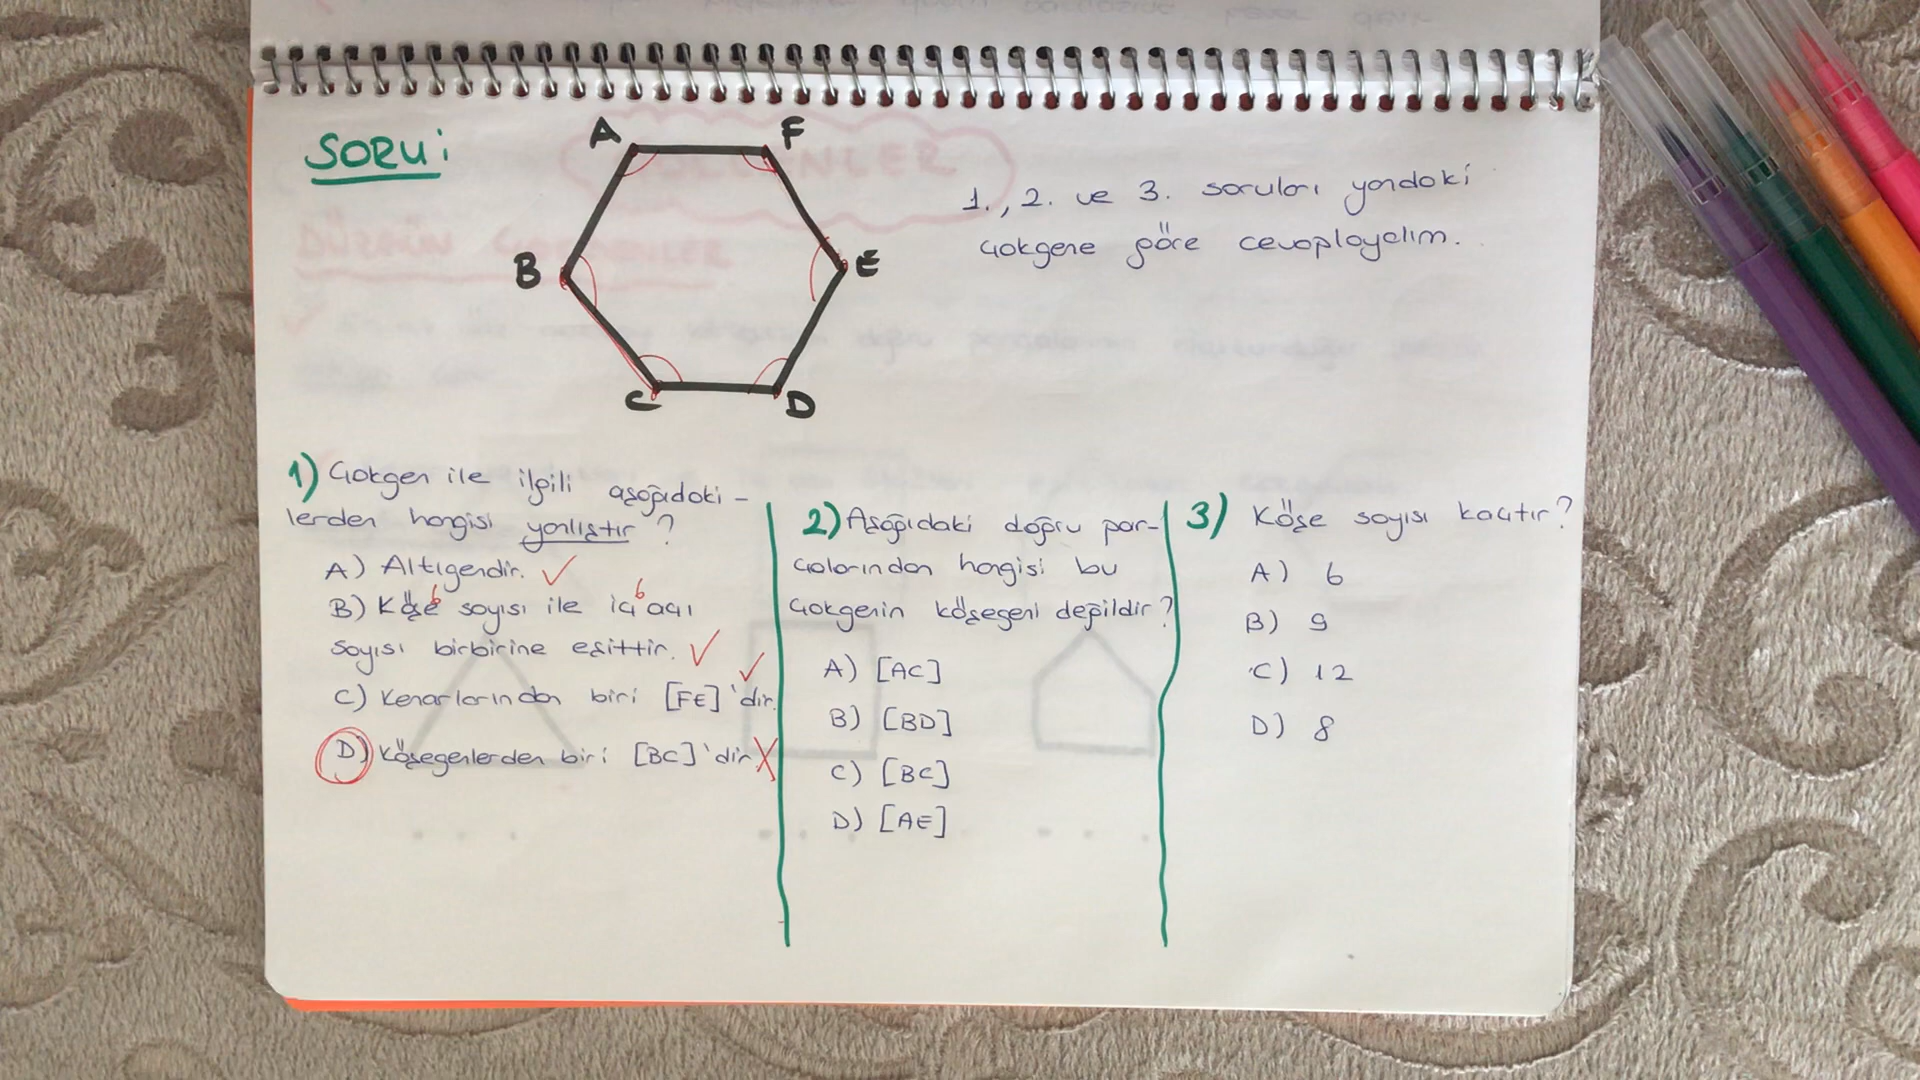 SORU:
A
F
B
E
C
D
1., 2. ve 3. soruları yandaki
çokgene göre cevaplayalım.
1) Çokgen ile ilgili aşağıdaki-
lerden hangisi yanlıştır?
A) Altıgendir. ✓
6 6
B) Köşe sayısı ile iç açı
sayısı birbirine eşittir. ✓
C) Kenarlarından biri [FE]'dir. ✓
D) Köşegenlerden biri [BC]'dir. X
2) Aşağıdaki doğru par-
çalarından hangisi bu
çokgenin köşegeni değildir?
A) [AC]
B) [BD]
C) [BC]
D) [AE]
3) Köşe sayısı kaçtır?
A) 6
B) 9
C) 12
D) 8